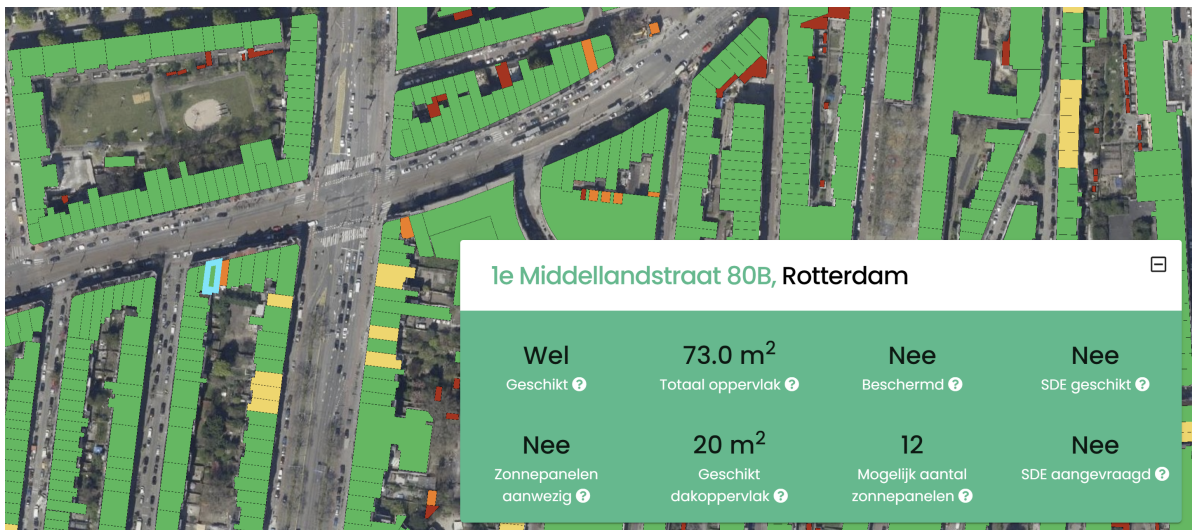 1e Middellandstraat 80B, Rotterdam
Wel
Geschikt ?
73.0 m²
Totaal oppervlak ?
Nee
Beschermd ?
Nee
SDE geschikt ?
Nee
Zonnepanelen
aanwezig ?
20 m²
Geschikt
dakoppervlak ?
12
Mogelijk aantal
zonnepanelen ?
Nee
SDE aangevraagd ?